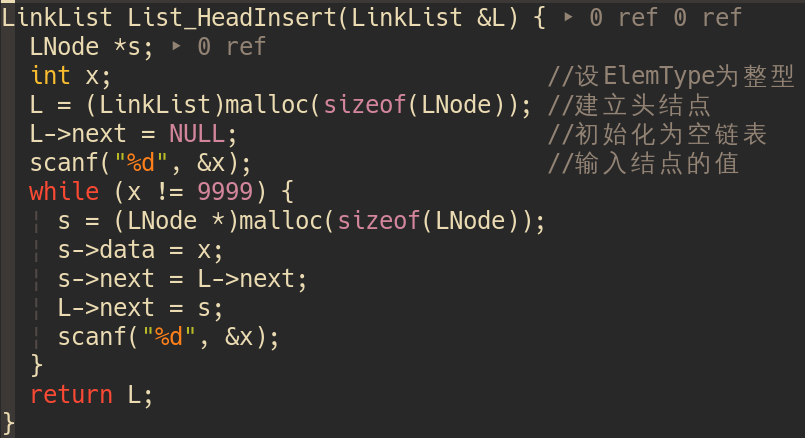 LinkList List_HeadInsert(LinkList &L) { ▸ 0 ref 0 ref
  LNode *s; ▸ 0 ref
  int x;                               //设ElemType为整型
  L = (LinkList)malloc(sizeof(LNode)); //建立头结点
  L->next = NULL;                      //初始化为空链表
  scanf("%d", &x);                     //输入结点的值
  while (x != 9999) {
    s = (LNode *)malloc(sizeof(LNode));
    s->data = x;
    s->next = L->next;
    L->next = s;
    scanf("%d", &x);
  }
  return L;
}